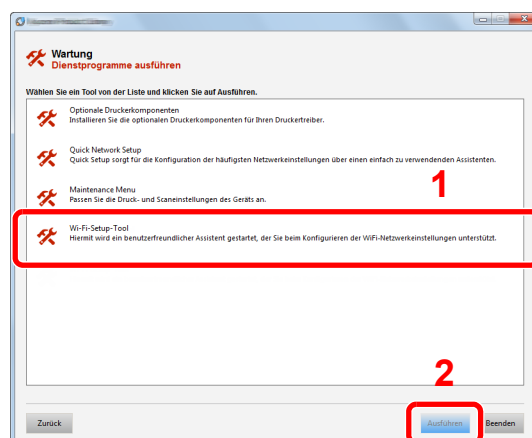 Wartung
Dienstprogramme ausführen
Wählen Sie ein Tool von der Liste und klicken Sie auf Ausführen.
Optionale Druckerkomponenten
Installieren Sie die optionalen Druckerkomponenten für Ihren Druckertreiber.
Quick Network Setup
Quick Setup sorgt für die Konfiguration der häufigsten Netzwerkeinstellungen über einen einfach zu verwendenden Assistenten.
1
Maintenance Menu
Passen Sie die Druck- und Scaneinstellungen des Geräts an.
Wi-Fi-Setup-Tool
Hiermit wird ein benutzerfreundlicher Assistent gestartet, der Sie beim Konfigurieren der WiFi-Netzwerkeinstellungen unterstützt.
2
Zurück
Ausführen
Beenden